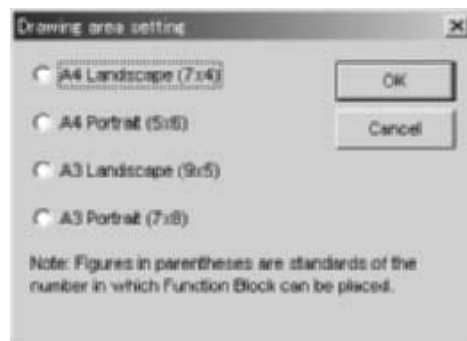 Drawing area setting
A4 Landscape (7x4)
OK
A4 Portrait (5x6)
Cancel
A3 Landscape (9x5)
A3 Portrait (7x8)
Note: Figures in parentheses are standards of the
number in which Function Block can be placed.